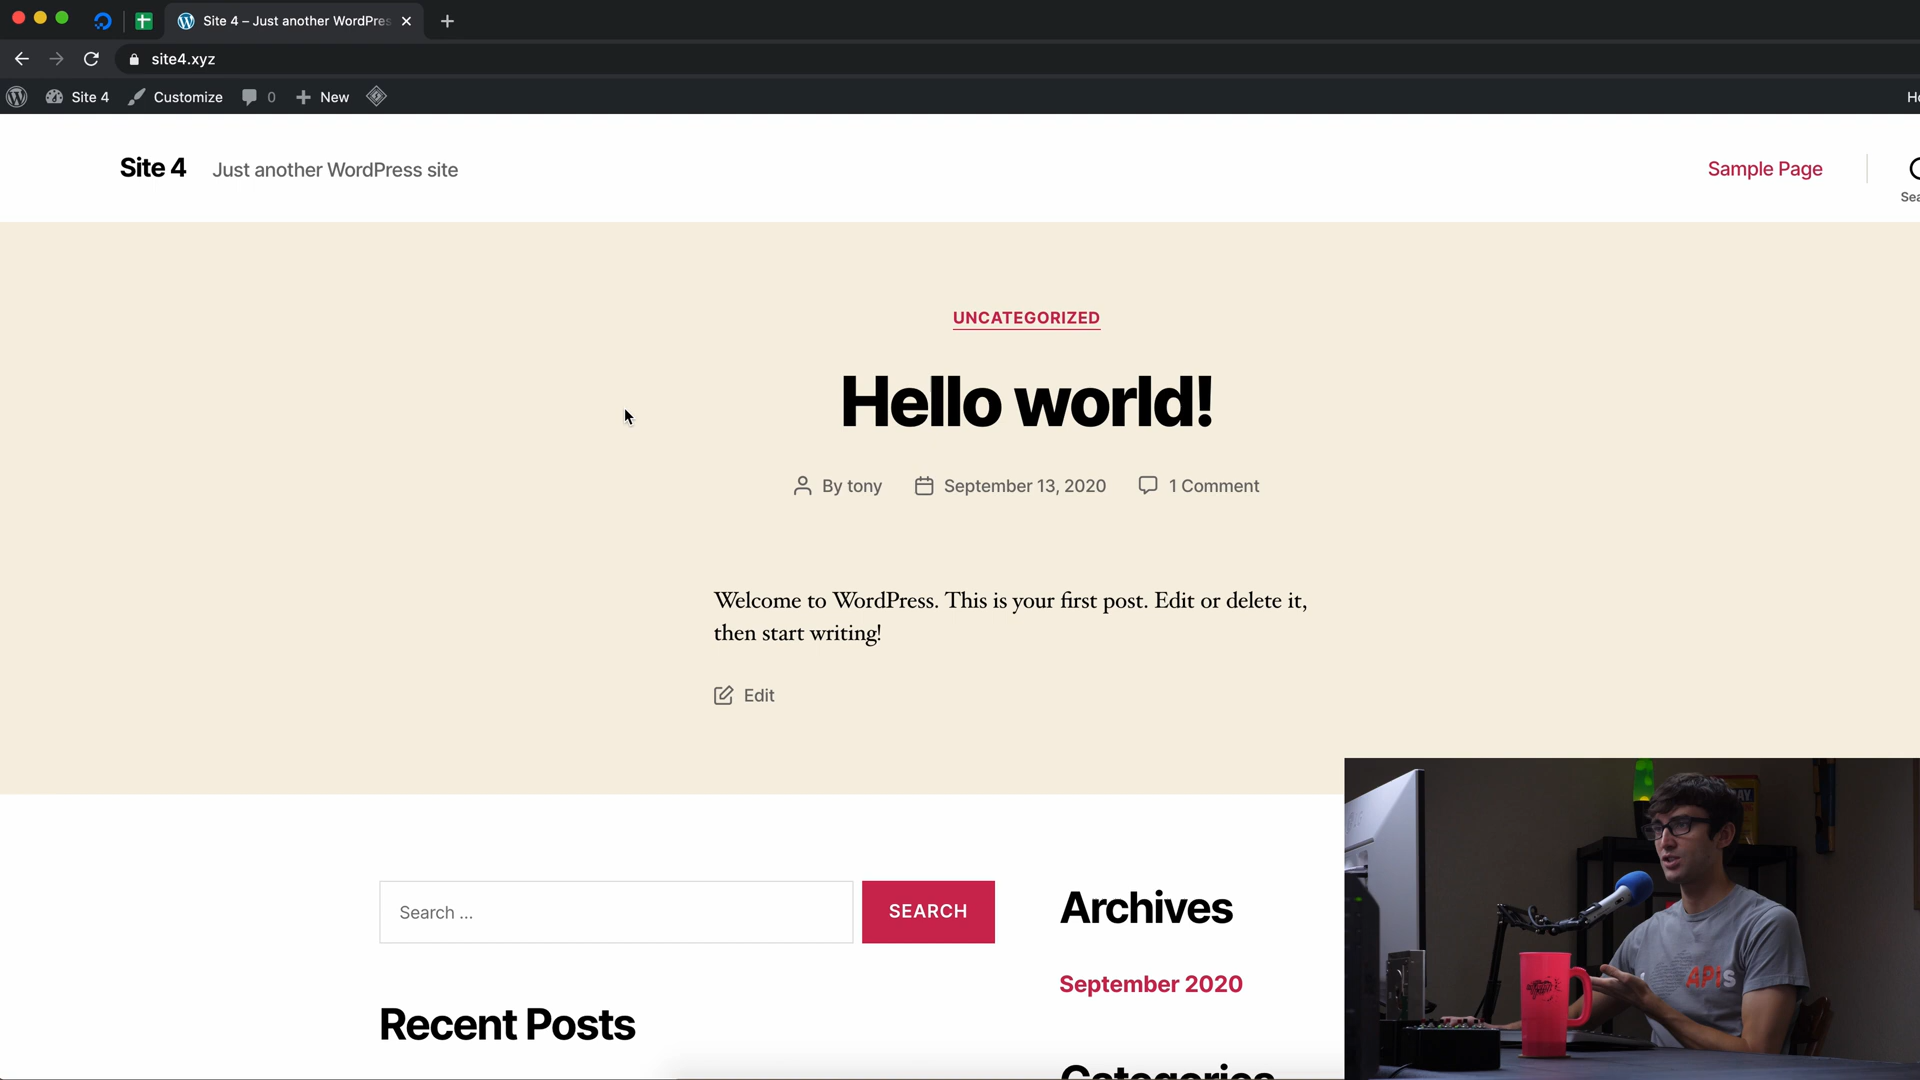 Site 4 – Just another WordPres
site4.xyz
Site 4
Customize
0
New
Site 4
Just another WordPress site
Sample Page
UNCATEGORIZED
Hello world!
By tony
September 13, 2020
1 Comment
Welcome to WordPress. This is your first post. Edit or delete it,
then start writing!
Edit
Search ...
SEARCH
Archives
September 2020
Recent Posts
Categories
APIs